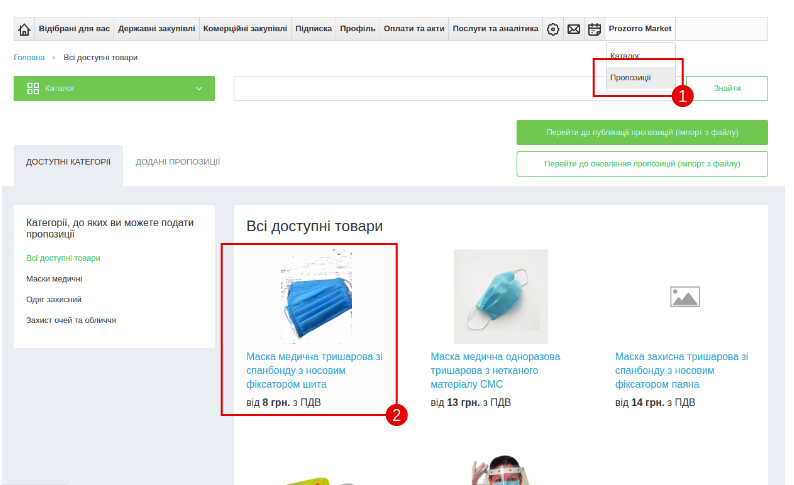 Відібрані для вас Державні закупівлі Комерційні закупівлі Підписка Профіль Оплати та акти Послуги та аналітика Prozorro Market
Каталог
Головна Всі доступні товари
Пропозиції
Каталог
Знайти
1
Перейти до публікації пропозицій (імпорт з файлу)
ДОСТУПНІ КАТЕГОРІЇ ДОДАНІ ПРОПОЗИЦІЇ
Перейти до оновлення пропозицій (імпорт з файлу)
Категорії, до яких ви можете подати
пропозиції
Всі доступні товари
Маски медичні
Одяг захисний
Захист очей та обличчя
Всі доступні товари
Маска медична тришарова зі
спанбонду з носовим
фіксатором шита
від 8 грн. з ПДВ
2
Маска медична одноразова
тришарова з нетканого
матеріалу СМС
від 13 грн. з ПДВ
Маска захисна тришарова зі
спанбонду з носовим
фіксатором паяна
від 14 грн. з ПДВ